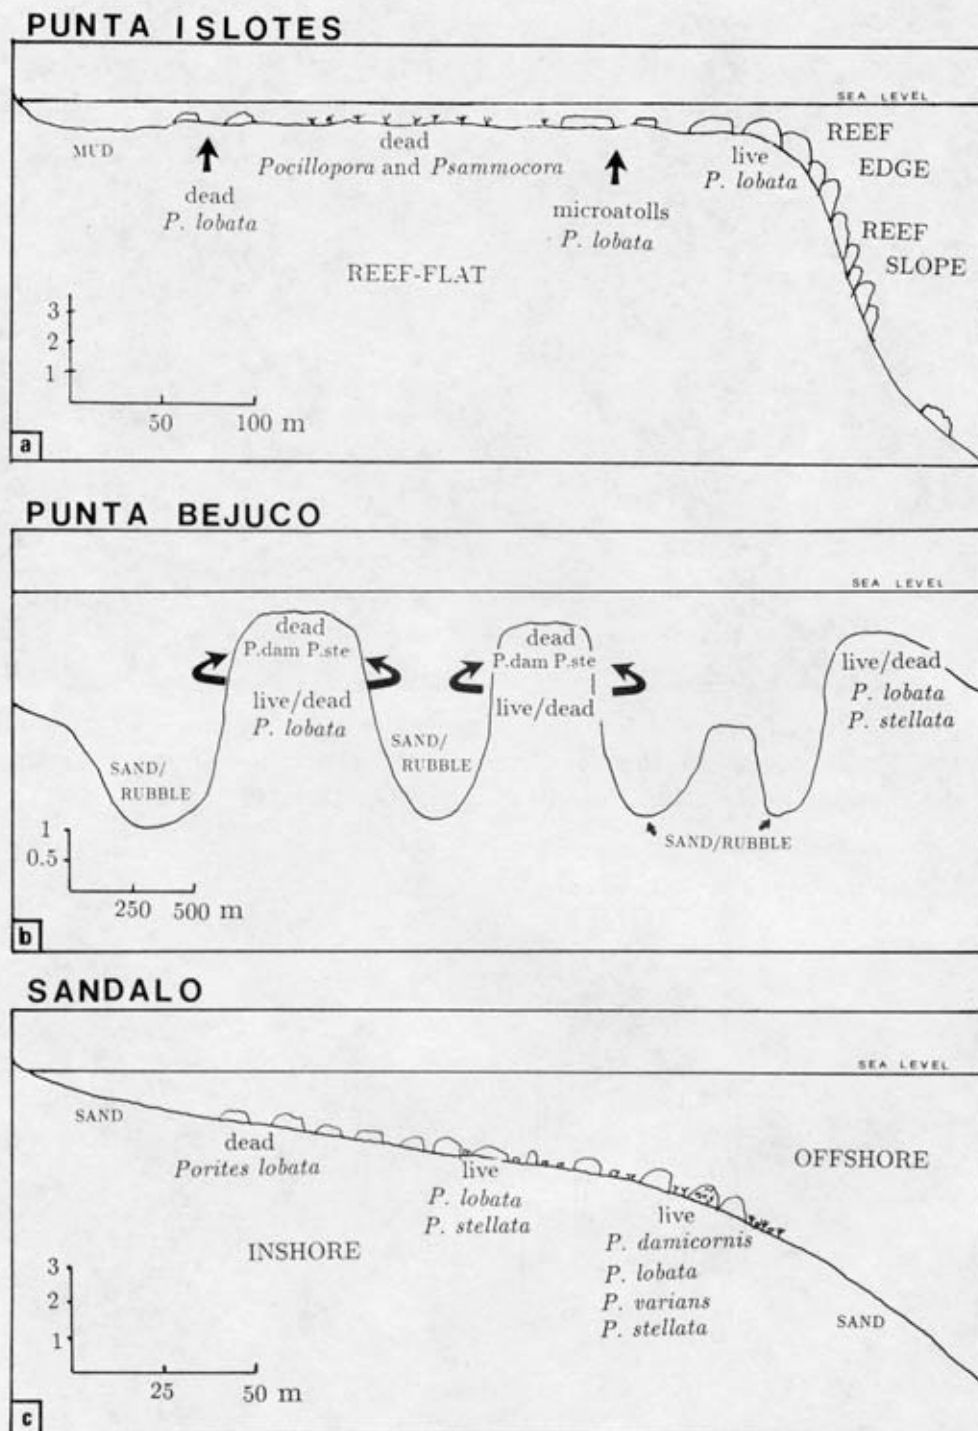 PUNTA ISLOTES
SEA LEVEL
REEF
EDGE
MUD
dead
Pocillopora and Psammocora
live
P. lobata
dead
P. lobata
microatolls
P. lobata
REEF
SLOPE
REEF-FLAT
3
2
1
50 100 m
a
PUNTA BEJUCO
SEA LEVEL
dead
P.dam P.ste
live/dead
P. lobata
dead
P.dam P.ste
live/dead
live/dead
P. lobata
P. stellata
SAND/
RUBBLE
SAND/
RUBBLE
SAND/RUBBLE
1
0.5
250 500 m
b
SANDALO
SEA LEVEL
SAND
dead
Porites lobata
live
P. lobata
P. stellata
OFFSHORE
live
P. damicornis
P. lobata
P. varians
P. stellata
INSHORE
SAND
3
2
1
25 50 m
c